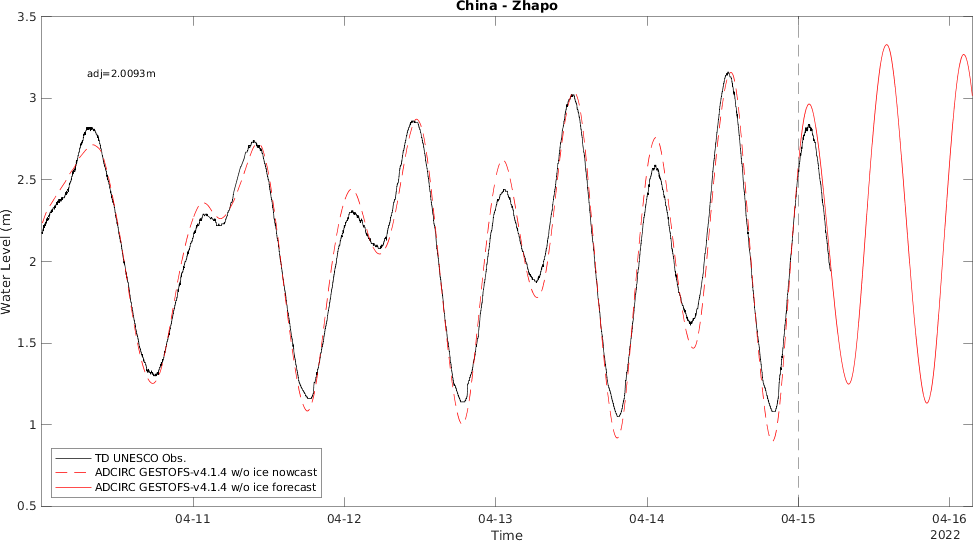 China - Zhapo
adj=2.0093m
3.5
3
2.5
2
1.5
1
0.5
Water Level (m)
TD UNESCO Obs.
ADCIRC GESTOFS-v4.1.4 w/o ice nowcast
ADCIRC GESTOFS-v4.1.4 w/o ice forecast
04-11
04-12
04-13
04-14
04-15
04-16
Time
2022